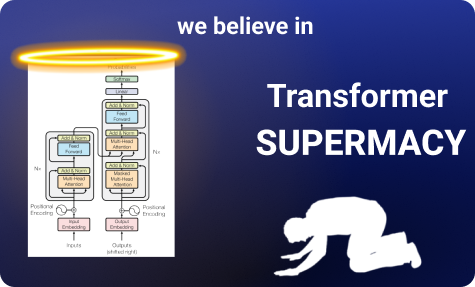 we believe in
Transformer
SUPERMACY
Probabilities
Softmax
Linear
Add & Norm
Feed
Forward
Add & Norm
Multi-Head
Attention
Add & Norm
Masked
Multi-Head
Attention
Nx
Add & Norm
Feed
Forward
Nx
Add & Norm
Multi-Head
Attention
Positional
Encoding
Positional
Encoding
Input
Embedding
Output
Embedding
Inputs
Outputs
(shifted right)